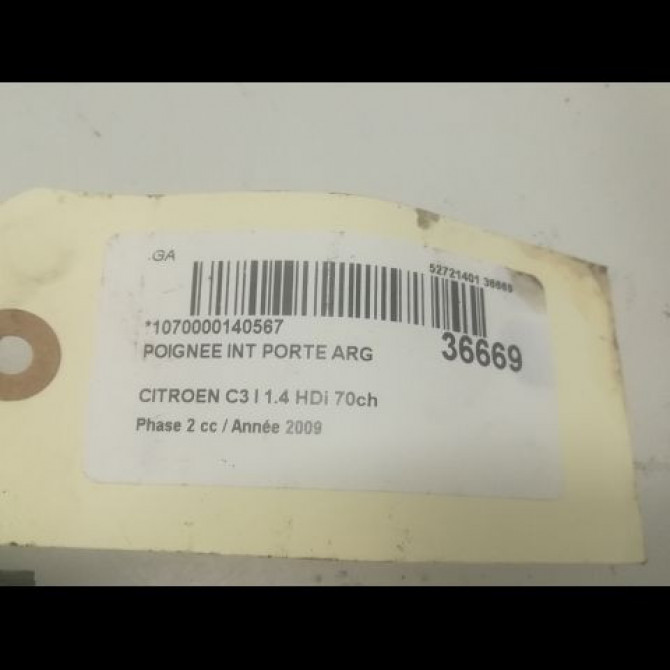 .GA
52721401 36669
*1070000140567
POIGNEE INT PORTE ARG
36669
CITROEN C3 I 1.4 HDi 70ch
Phase 2 cc / Année 2009